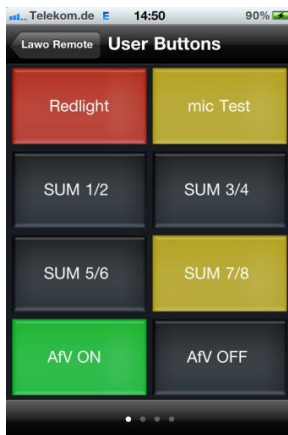 Telekom.de E 14:50 90%
Lawo Remote User Buttons
Redlight mic Test
SUM 1/2 SUM 3/4
SUM 5/6 SUM 7/8
AfV ON AfV OFF